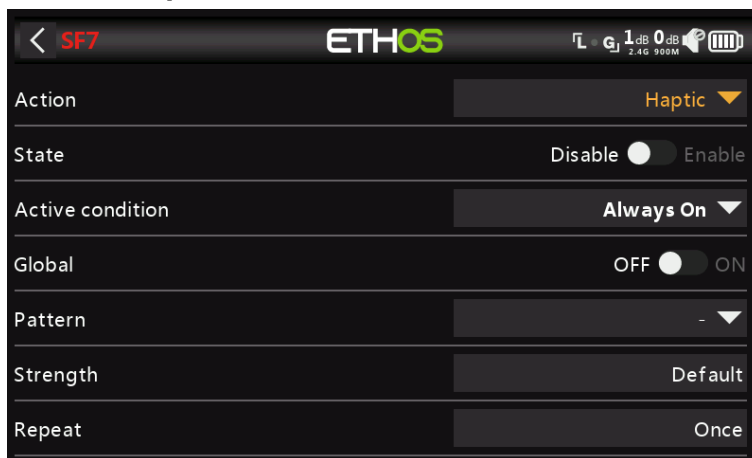 SF7 ETHOS L G 1dB 0dB
2.4G 900M
Action Haptic
State Disable Enable
Active condition Always On
Global OFF ON
Pattern -
Strength Default
Repeat Once